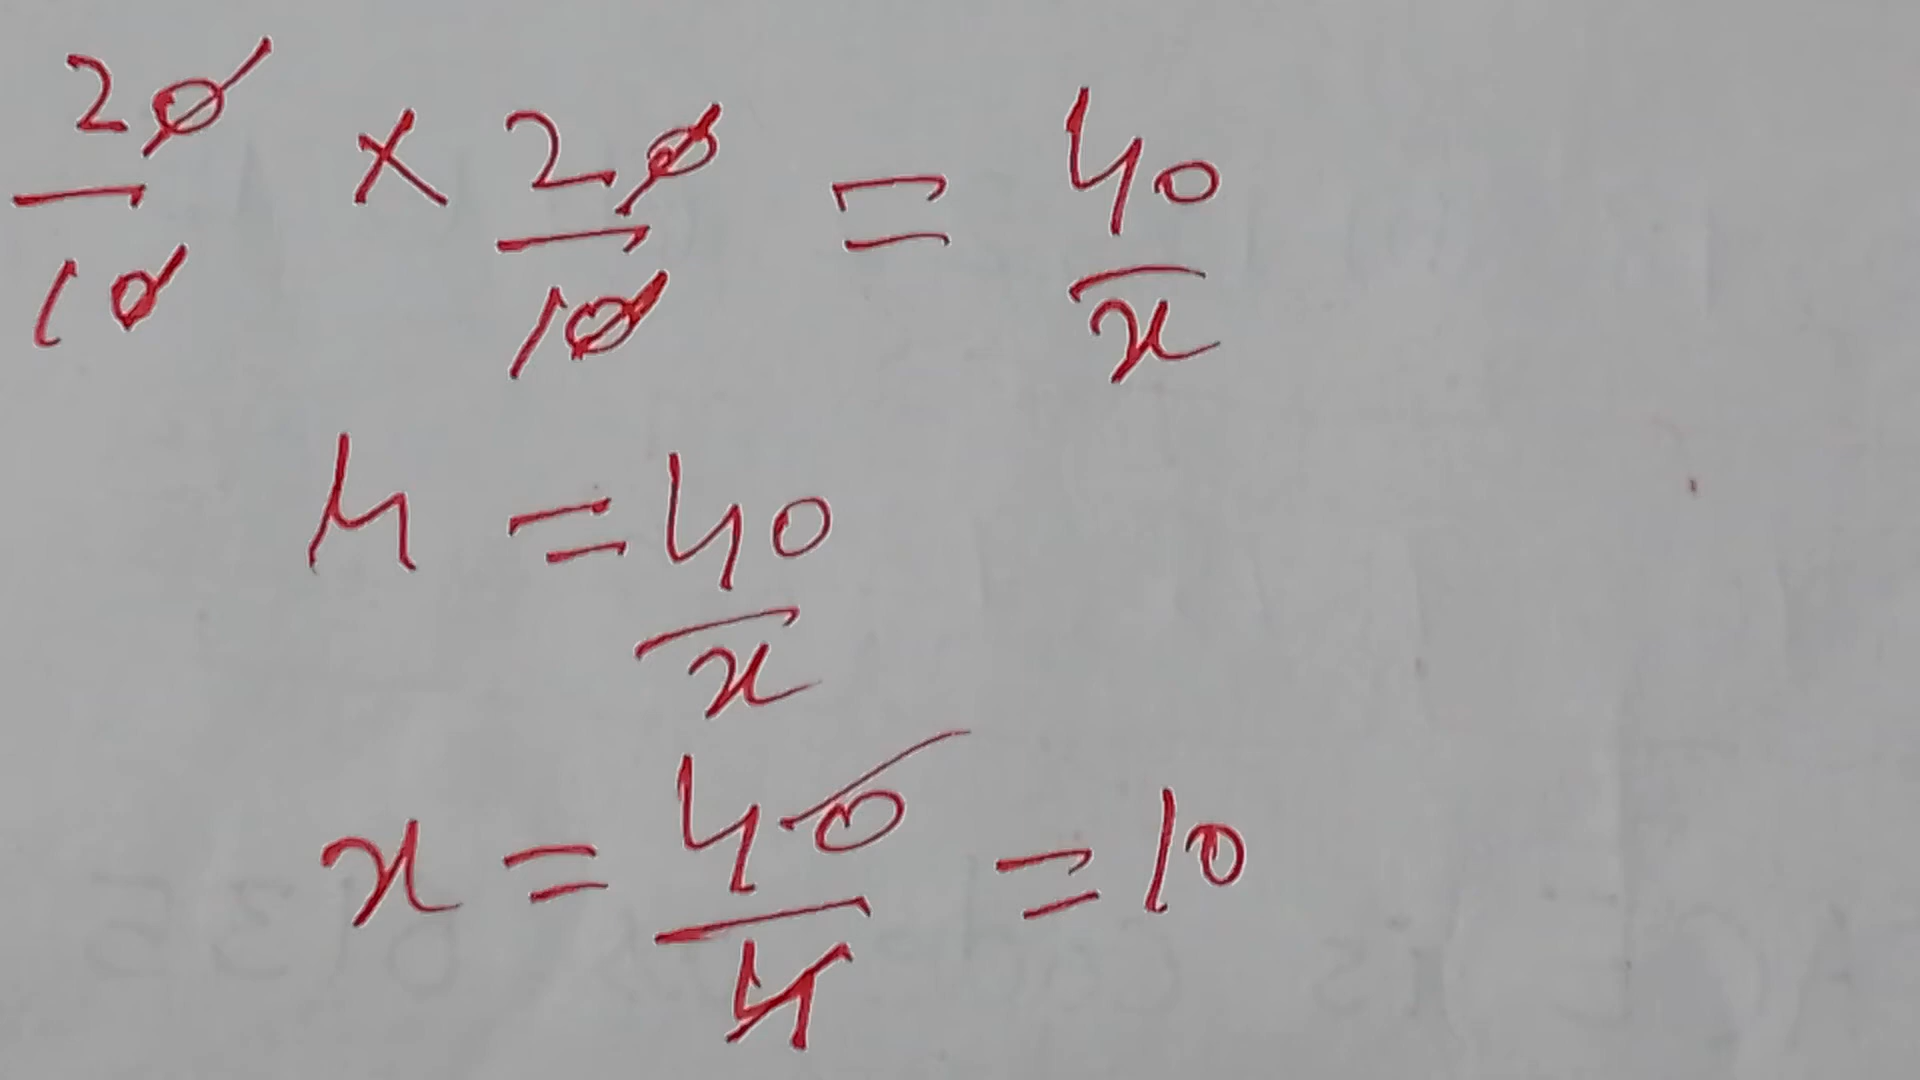 20/10 × 20/10 = 40/x
4 = 40/x
x = 40/4 = 10